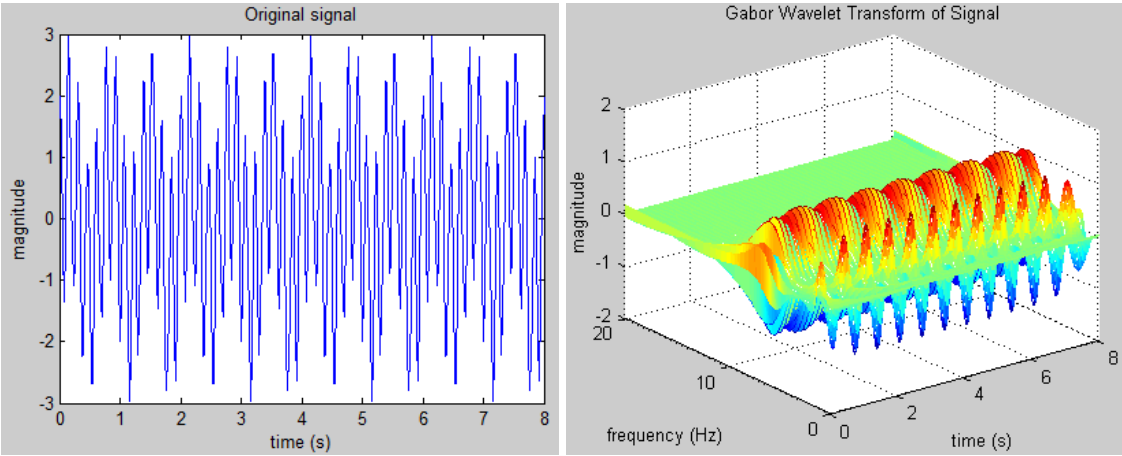 Original signal
magnitude
3
2
1
0
-1
-2
-3
0 1 2 3 4 5 6 7 8
time (s)
Gabor Wavelet Transform of Signal
magnitude
2
1
0
-1
-2
20
10
0
0
2
4
6
8
frequency (Hz)
time (s)